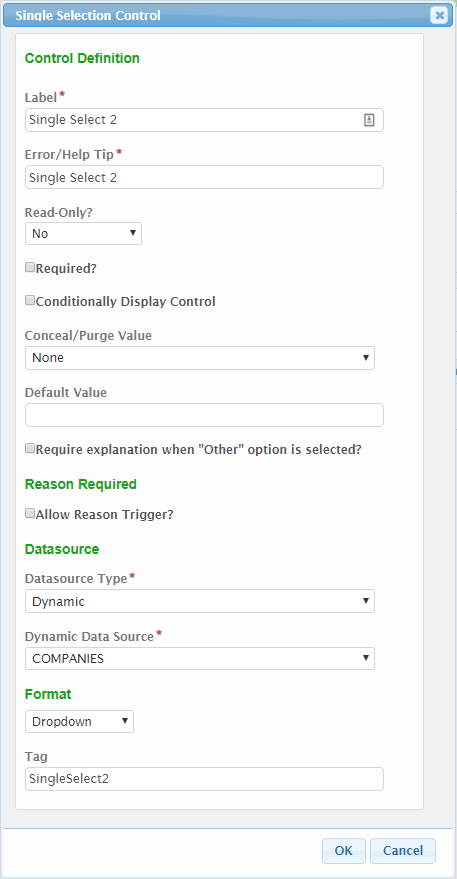 Single Selection Control
Control Definition
Label*
Single Select 2
Error/Help Tip*
Single Select 2
Read-Only?
No
Required?
Conditionally Display Control
Conceal/Purge Value
None
Default Value
Require explanation when "Other" option is selected?
Reason Required
Allow Reason Trigger?
Datasource
Datasource Type*
Dynamic
Dynamic Data Source*
COMPANIES
Format
Dropdown
Tag
SingleSelect2
OK Cancel